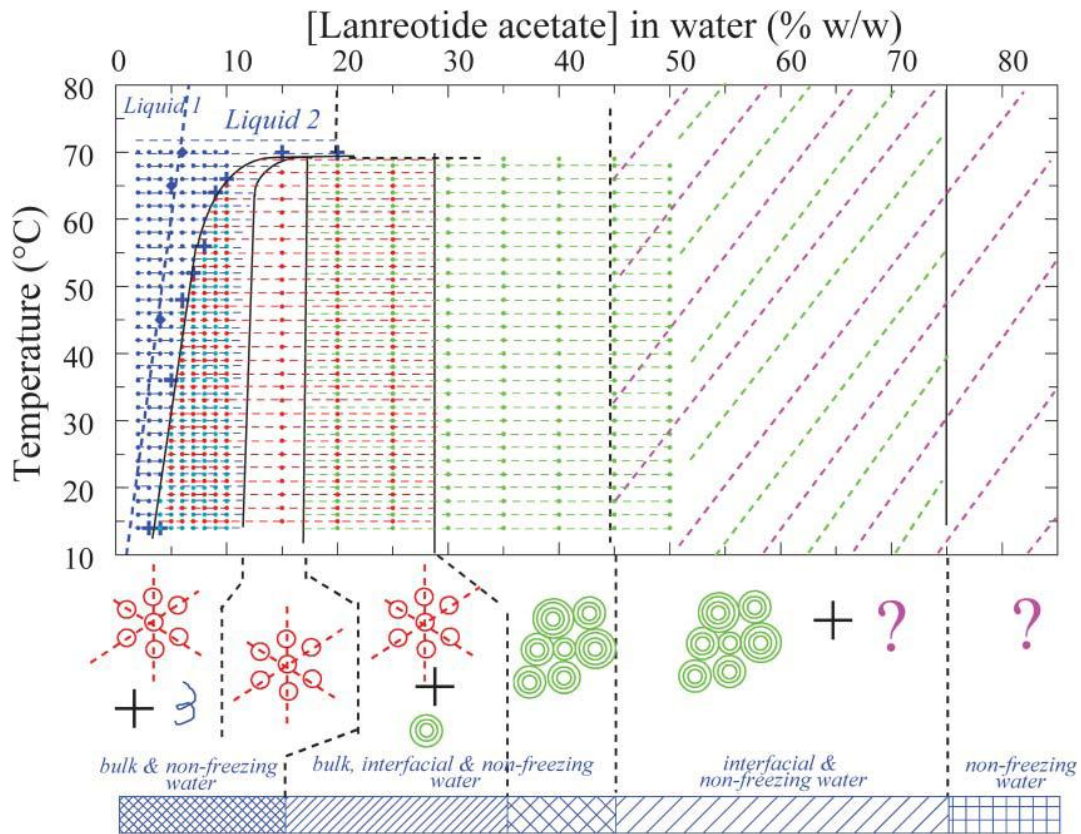 [Lanreotide acetate] in water (% w/w)
0 10 20 30 40 50 60 70 80
80
70
60
50
40
30
20
10
Temperature (°C)
Liquid 1
Liquid 2
+
+
+ ?
?
bulk & non-freezing
water
bulk, interfacial & non-freezing
water
interfacial &
non-freezing water
non-freezing
water